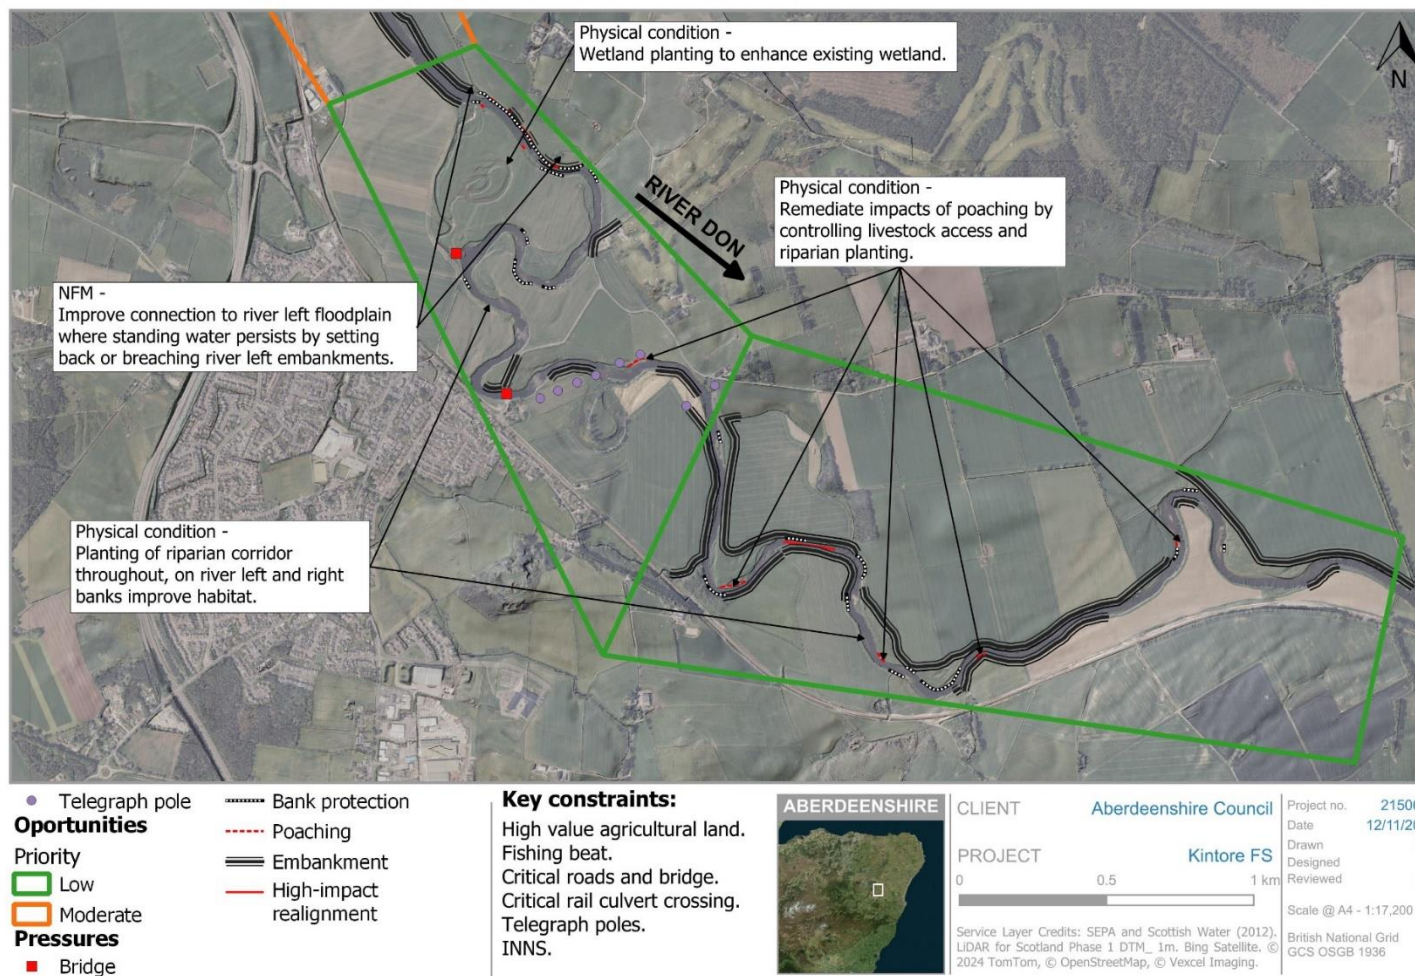 Physical condition -
Wetland planting to enhance existing wetland.
N
Physical condition -
Remediate impacts of poaching by
controlling livestock access and
riparian planting.
RIVER DON
NFM -
Improve connection to river left floodplain
where standing water persists by setting
back or breaching river left embankments.
Physical condition -
Planting of riparian corridor
throughout, on river left and right
banks improve habitat.
Telegraph pole
Oportunities
Priority
Low
Moderate
Pressures
Bridge
Bank protection
Poaching
Embankment
High-impact
realignment
Key constraints:
High value agricultural land.
Fishing beat.
Critical roads and bridge.
Critical rail culvert crossing.
Telegraph poles.
INNS.
ABERDEENSHIRE
CLIENT Aberdeenshire Council
PROJECT Kintore FS
0 0.5 1 km
Service Layer Credits: SEPA and Scottish Water (2012).
LiDAR for Scotland Phase 1 DTM_ 1m. Bing Satellite. ©
2024 TomTom, © OpenStreetMap, © Vexcel Imaging.
Project no. 21506
Date 12/11/20
Drawn
Designed
Reviewed
Scale @ A4 - 1:17,200
British National Grid
GCS OSGB 1936